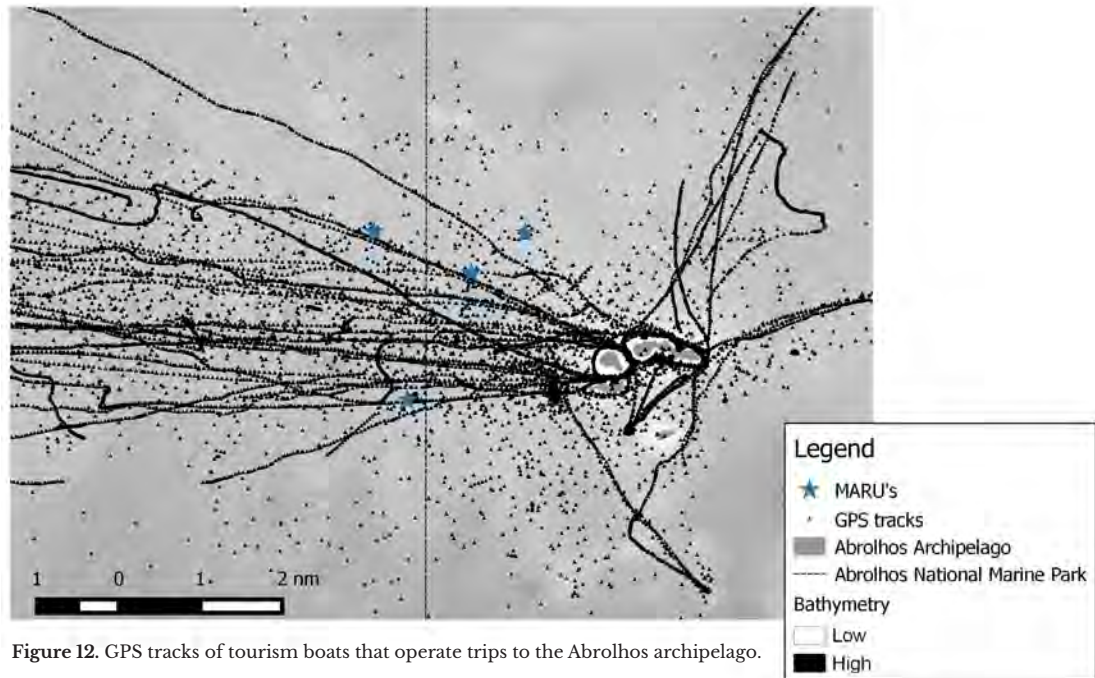 1 0 1 2 nm
Legend
MARU's
GPS tracks
Abrolhos Archipelago
Abrolhos National Marine Park
Bathymetry
Low
High
Figure 12. GPS tracks of tourism boats that operate trips to the Abrolhos archipelago.